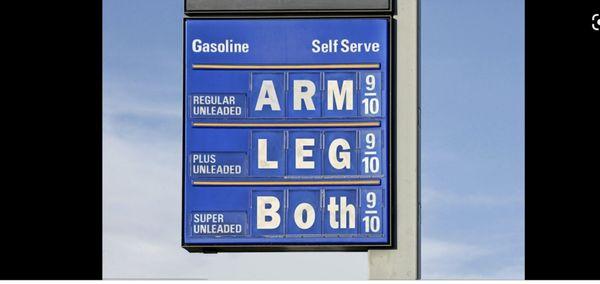 Gasoline Self Serve
REGULAR
UNLEADED
ARM 9/10
PLUS
UNLEADED
LEG 9/10
SUPER
UNLEADED
Both 9/10